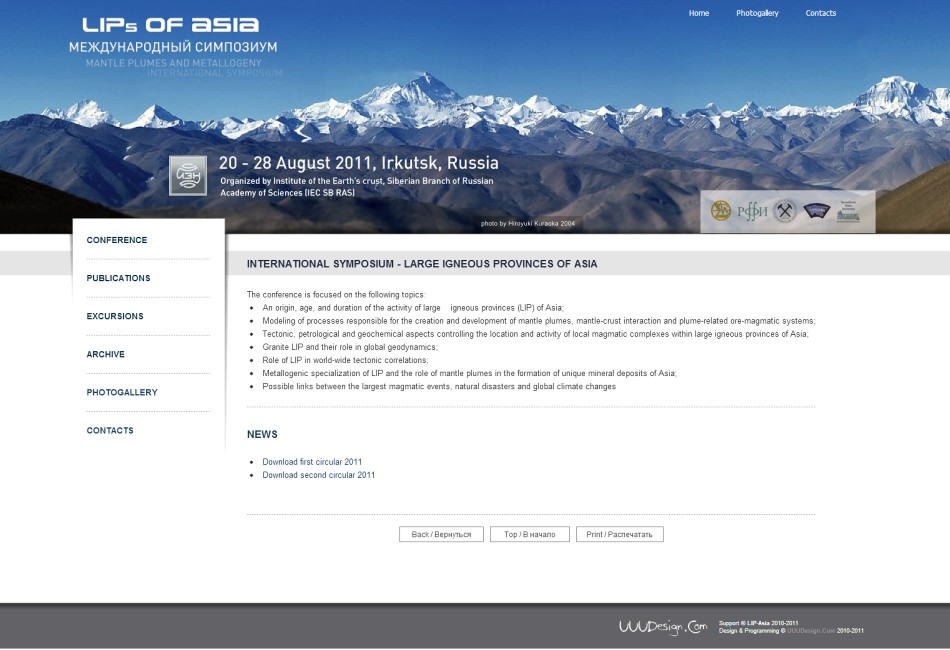 Home Photogallery Contacts
LIPs OF ASIA
МЕЖДУНАРОДНЫЙ СИМПОЗИУМ
MANTLE PLUMES AND METALLOGENY
INTERNATIONAL SYMPOSIUM
20 - 28 August 2011, Irkutsk, Russia
Organized by Institute of the Earth's crust, Siberian Branch of Russian
Academy of Sciences (IEC SB RAS)
РФФИ
photo by Hiroyuki Kuraoka 2004
CONFERENCE
PUBLICATIONS
EXCURSIONS
ARCHIVE
PHOTOGALLERY
CONTACTS
INTERNATIONAL SYMPOSIUM - LARGE IGNEOUS PROVINCES OF ASIA
The conference is focused on the following topics:
• An origin, age, and duration of the activity of large igneous provinces (LIP) of Asia;
• Modeling of processes responsible for the creation and development of mantle plumes, mantle-crust interaction and plume-related ore-magmatic systems;
• Tectonic, petrological and geochemical aspects controlling the location and activity of local magmatic complexes within large igneous provinces of Asia;
• Granite LIP and their role in global geodynamics;
• Role of LIP in world-wide tectonic correlations;
• Metallogenic specialization of LIP and the role of mantle plumes in the formation of unique mineral deposits of Asia;
• Possible links between the largest magmatic events, natural disasters and global climate changes
NEWS
• Download first circular 2011
• Download second circular 2011
Back / Вернуться Top / В начало Print / Распечатать
UUUDesign.Com
Support © LIP-Asia 2010-2011
Design & Programming © UUUDesign.Com 2010-2011